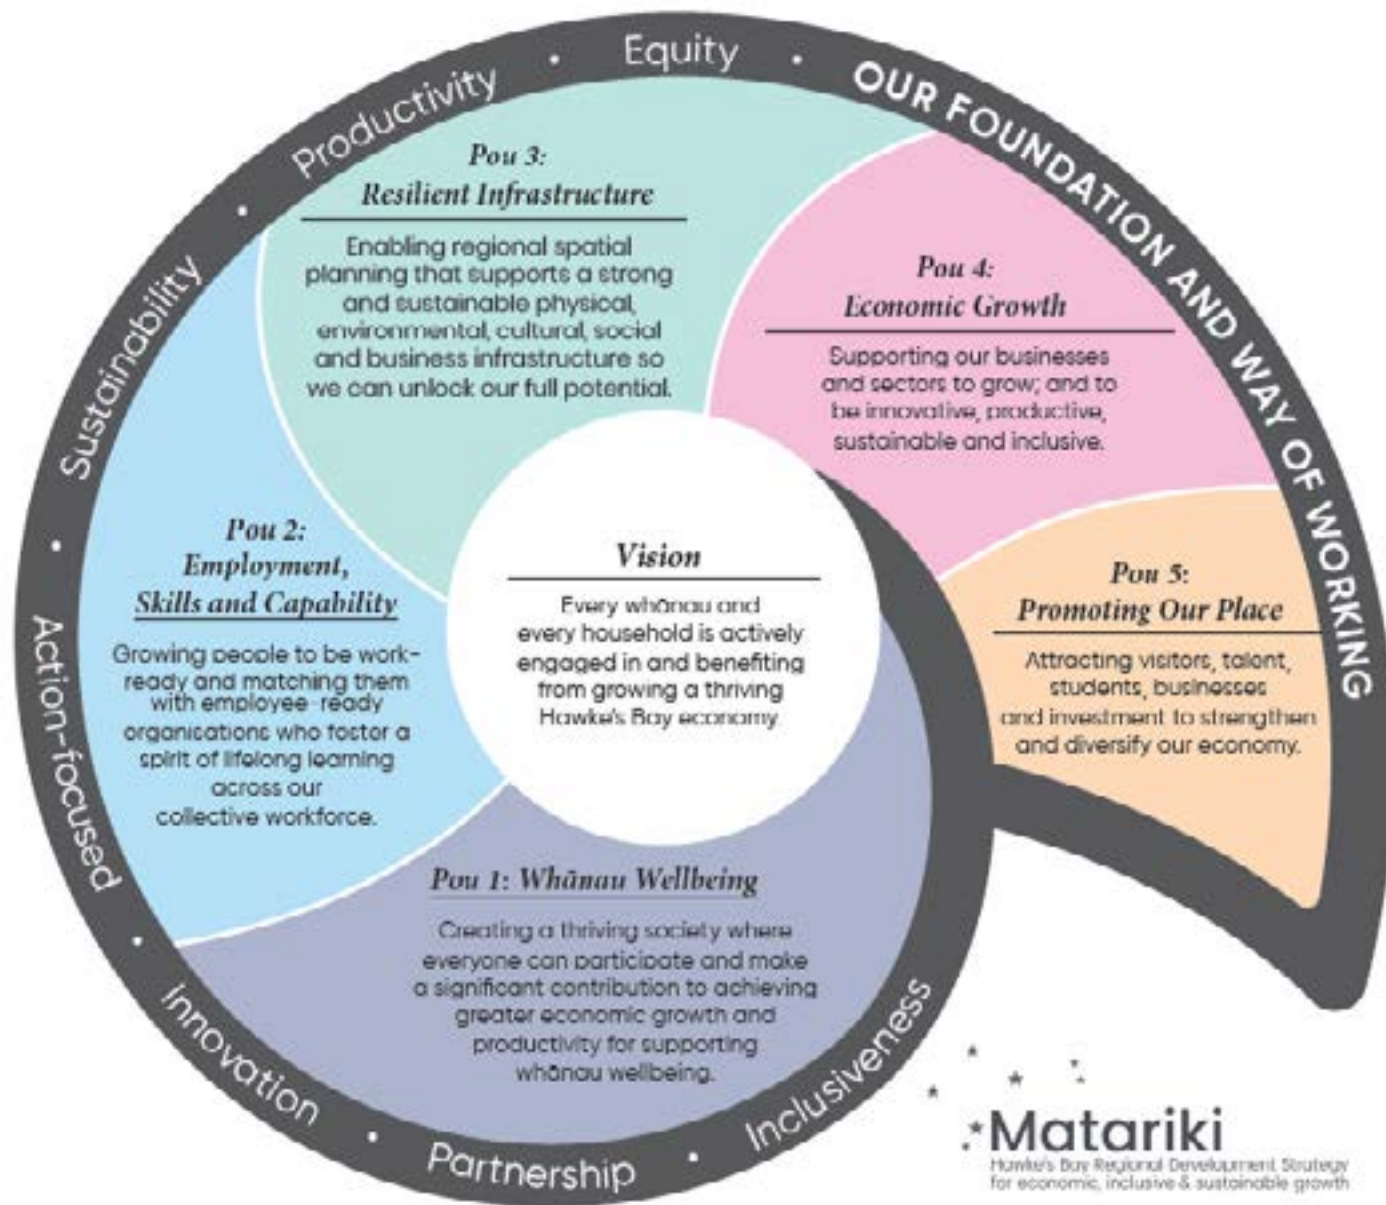 OUR FOUNDATION AND WAY OF WORKING
Equity
Productivity
Sustainability
Action-focused
Innovation
Partnership
Inclusiveness
Vision
Every whānau and
every household is actively
engaged in and benefiting
from growing a thriving
Hawke's Bay economy
Pou 1: Whānau Wellbeing
Creating a thriving society where
everyone can participate and make
a significant contribution to achieving
greater economic growth and
productivity for supporting
whānau wellbeing.
Pou 2:
Employment,
Skills and Capability
Growing people to be work-
ready and matching them
with employee-ready
organisations who foster a
spirit of lifelong learning
across our
collective workforce.
Pou 3:
Resilient Infrastructure
Enabling regional spatial
planning that supports a strong
and sustainable physical,
environmental, cultural, social
and business infrastructure so
we can unlock our full potential.
Pou 4:
Economic Growth
Supporting our businesses
and sectors to grow; and to
be innovative, productive,
sustainable and inclusive.
Pou 5:
Promoting Our Place
Attracting visitors, talent,
students, businesses
and investment to strengthen
and diversify our economy.
Matariki
Hawke's Bay Regional Development Strategy
for economic, inclusive & sustainable growth